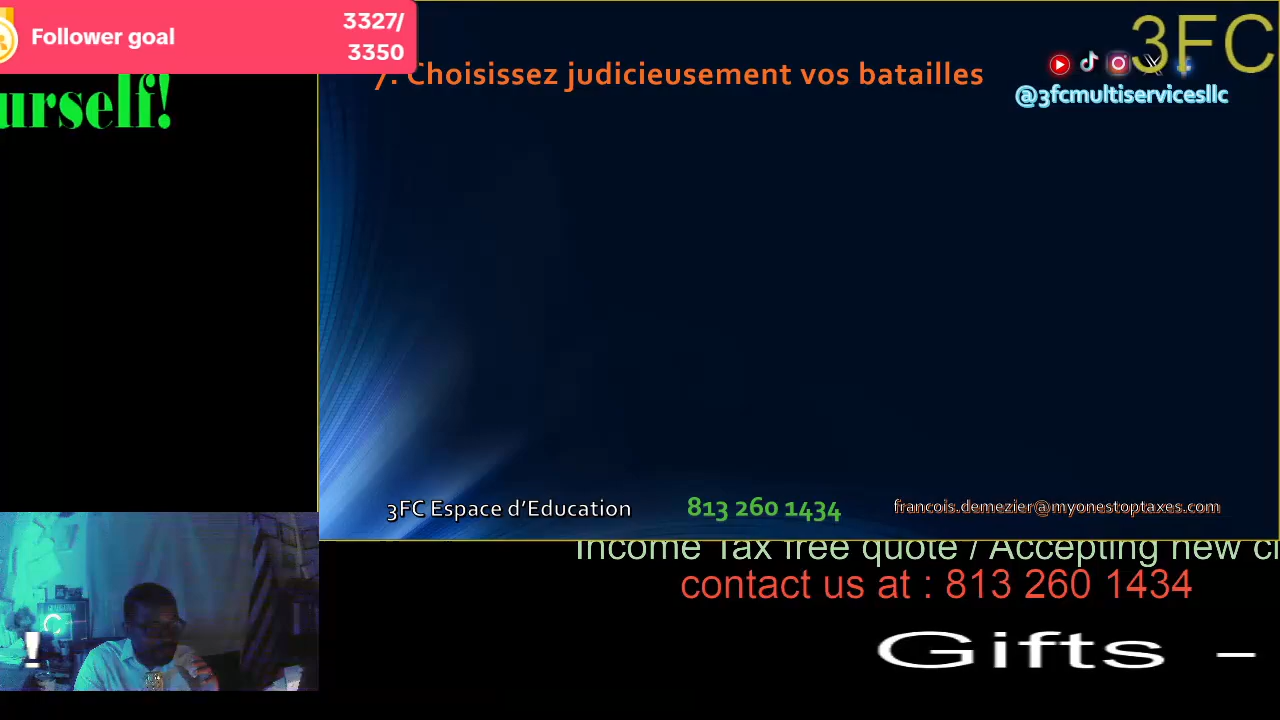 Follower goal
3327/
3350
urself!
3FC
7. Choisissez judicieusement vos batailles
@3fcmultiservicesllc
3FC Espace d’Education
813 260 1434
francois.demezier@myonestoptaxes.com
Income Tax free quote / Accepting new cl
contact us at : 813 260 1434
!
Gifts –